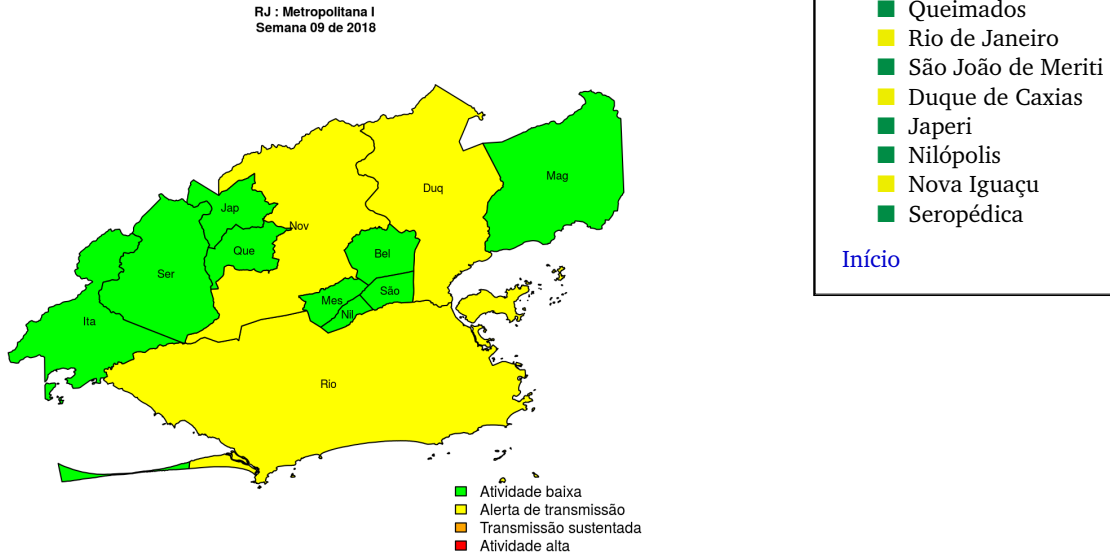 RJ : Metropolitana I
Semana 09 de 2018
Mag
Duq
Jap
Nov
Que
Bel
Ser
São
Mes
Nil
Ita
Rio
Atividade baixa
Alerta de transmissão
Transmissão sustentada
Atividade alta
Queimados
Rio de Janeiro
São João de Meriti
Duque de Caxias
Japeri
Nilópolis
Nova Iguaçu
Seropédica
Início